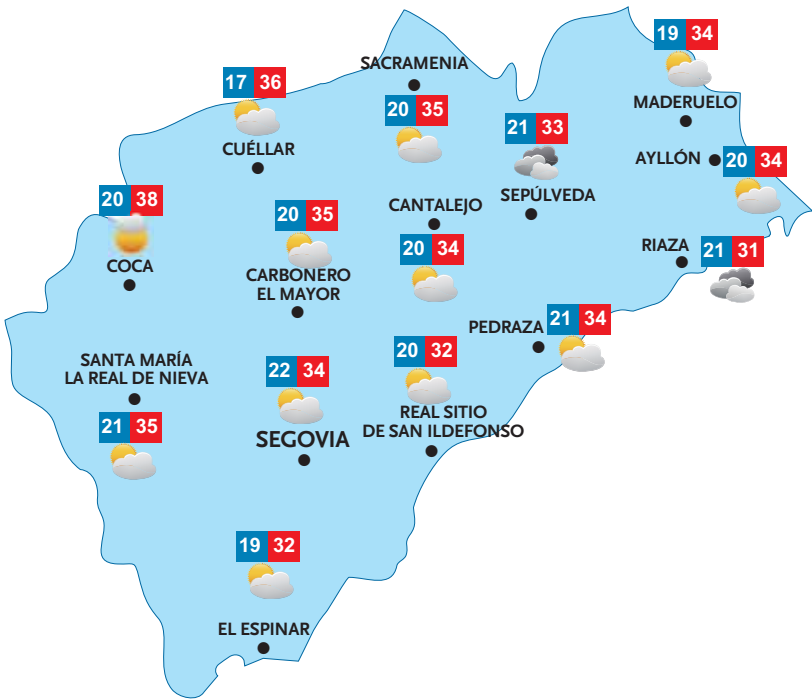 19 34
MADERUELO
SACRAMENIA
20 35
17 36
CUÉLLAR
21 33
SEPÚLVEDA
AYLLÓN
20 34
20 38
COCA
20 35
CARBONERO
EL MAYOR
CANTALEJO
20 34
RIAZA
21 31
PEDRAZA
21 34
SANTA MARÍA
LA REAL DE NIEVA
21 35
22 34
SEGOVIA
20 32
REAL SITIO
DE SAN ILDEFONSO
19 32
EL ESPINAR